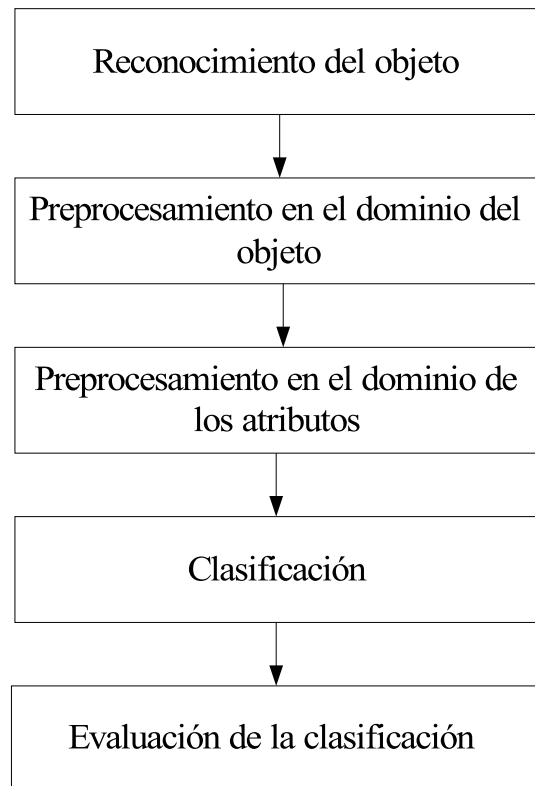 Reconocimiento del objeto
Preprocesamiento en el dominio del
objeto
Preprocesamiento en el dominio de
los atributos
Clasificación
Evaluación de la clasificación